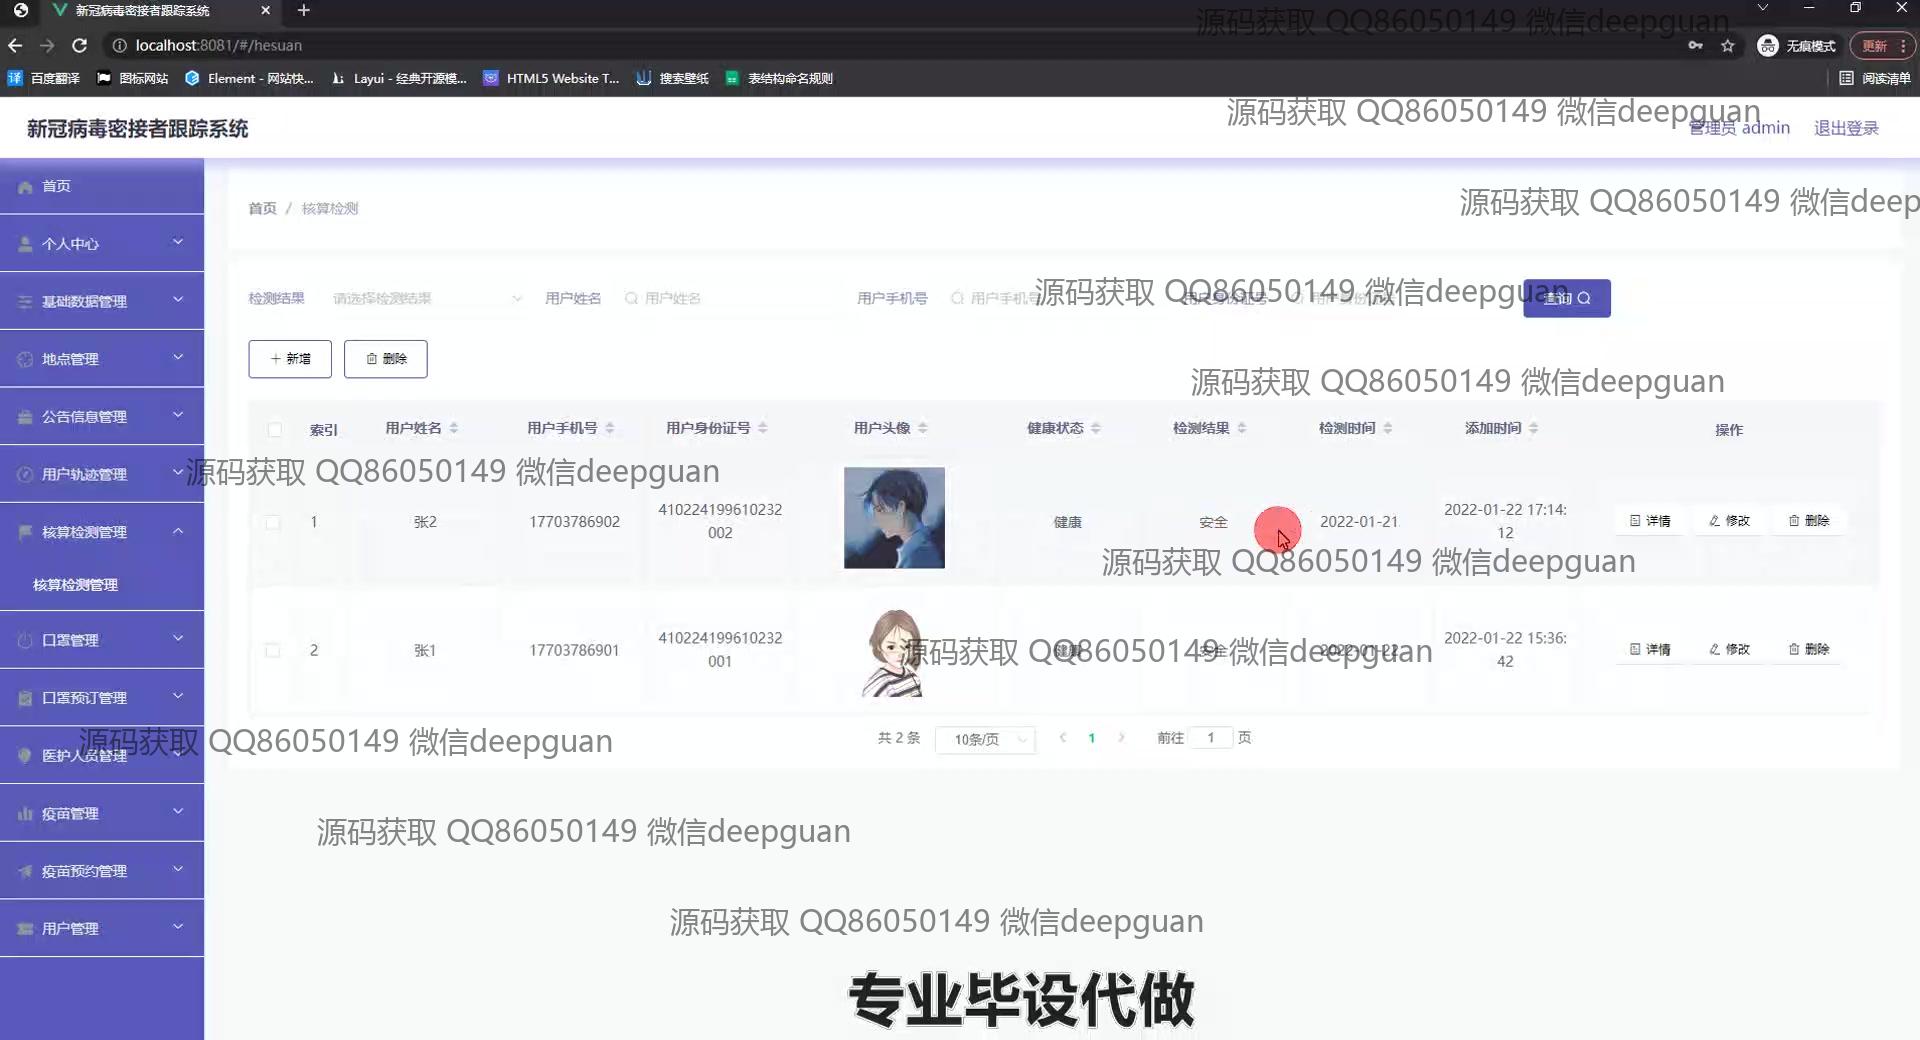 新冠病毒密接者跟踪系统
源码获取 QQ86050149 微信deepguan
localhost:8081/#/hesuan
无痕模式
更新
百度翻译
图标网站
Element - 网站快...
Layui - 经典开源模...
HTML5 Website T...
搜索壁纸
表结构命名规则
阅读清单
新冠病毒密接者跟踪系统
源码获取 QQ86050149 微信deepguan
管理员 admin
退出登录
首页
个人中心
基础数据管理
地点管理
公告信息管理
用户轨迹管理
核算检测管理
核算检测管理
口罩管理
口罩预订管理
医护人员管理
疫苗管理
疫苗预约管理
用户管理
首页 / 核算检测
源码获取 QQ86050149 微信deep
检测结果 请选择检测结果 用户姓名 用户姓名 用户手机号 用户手机号 用户身份证号 查询
源码获取 QQ86050149 微信deepguan
新增 删除
源码获取 QQ86050149 微信deepguan
索引 用户姓名 用户手机号 用户身份证号 用户头像 健康状态 检测结果 检测时间 添加时间 操作
源码获取 QQ86050149 微信deepguan
1 张2 17703786902 410224199610232002 健康 安全 2022-01-21 2022-01-22 17:14:12 详情 修改 删除
源码获取 QQ86050149 微信deepguan
2 张1 17703786901 410224199610232001 健康 安全 2022-01-22 2022-01-22 15:36:42 详情 修改 删除
源码获取 QQ86050149 微信deepguan
共 2 条 10条/页 1 前往 1 页
源码获取 QQ86050149 微信deepguan
源码获取 QQ86050149 微信deepguan
源码获取 QQ86050149 微信deepguan
专业毕设代做